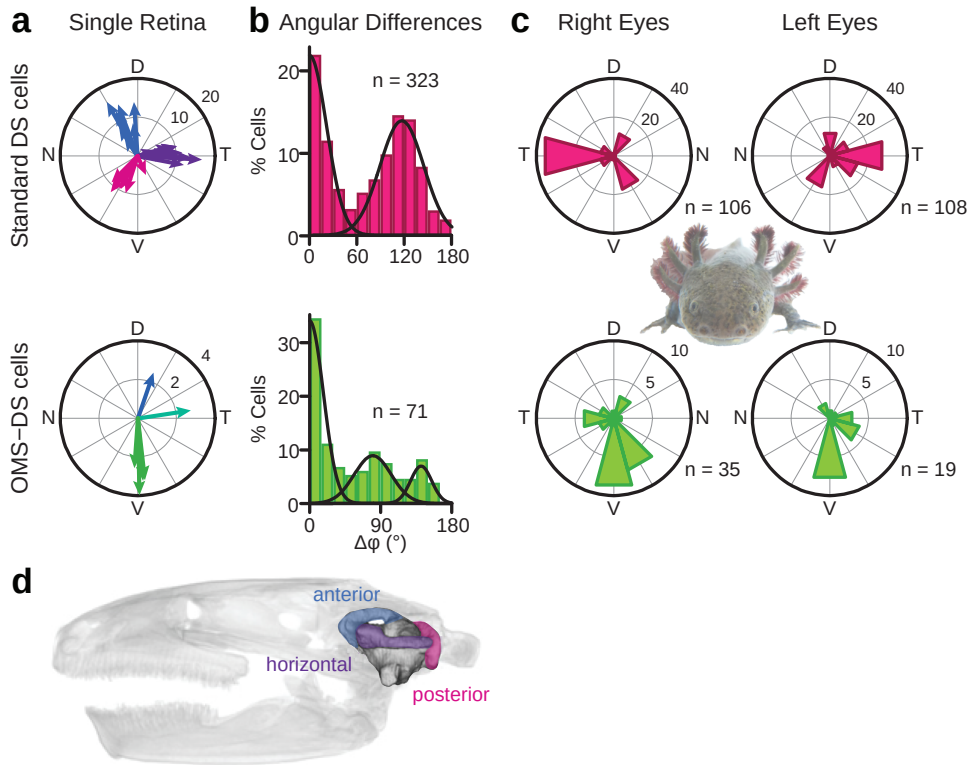 a Single Retina b Angular Differences c Right Eyes Left Eyes
Standard DS cells
D
20
10
N T
V
% Cells
20
10
0
n = 323
0 60 120 180
D
40
20
T N
n = 106
V
D
40
20
N T
n = 108
V
OMS−DS cells
D
4
2
N T
V
% Cells
30
20
10
0
n = 71
0 90 180
Δφ (°)
D
10
5
T N
n = 35
V
D
10
5
N T
n = 19
V
d
anterior
horizontal
posterior